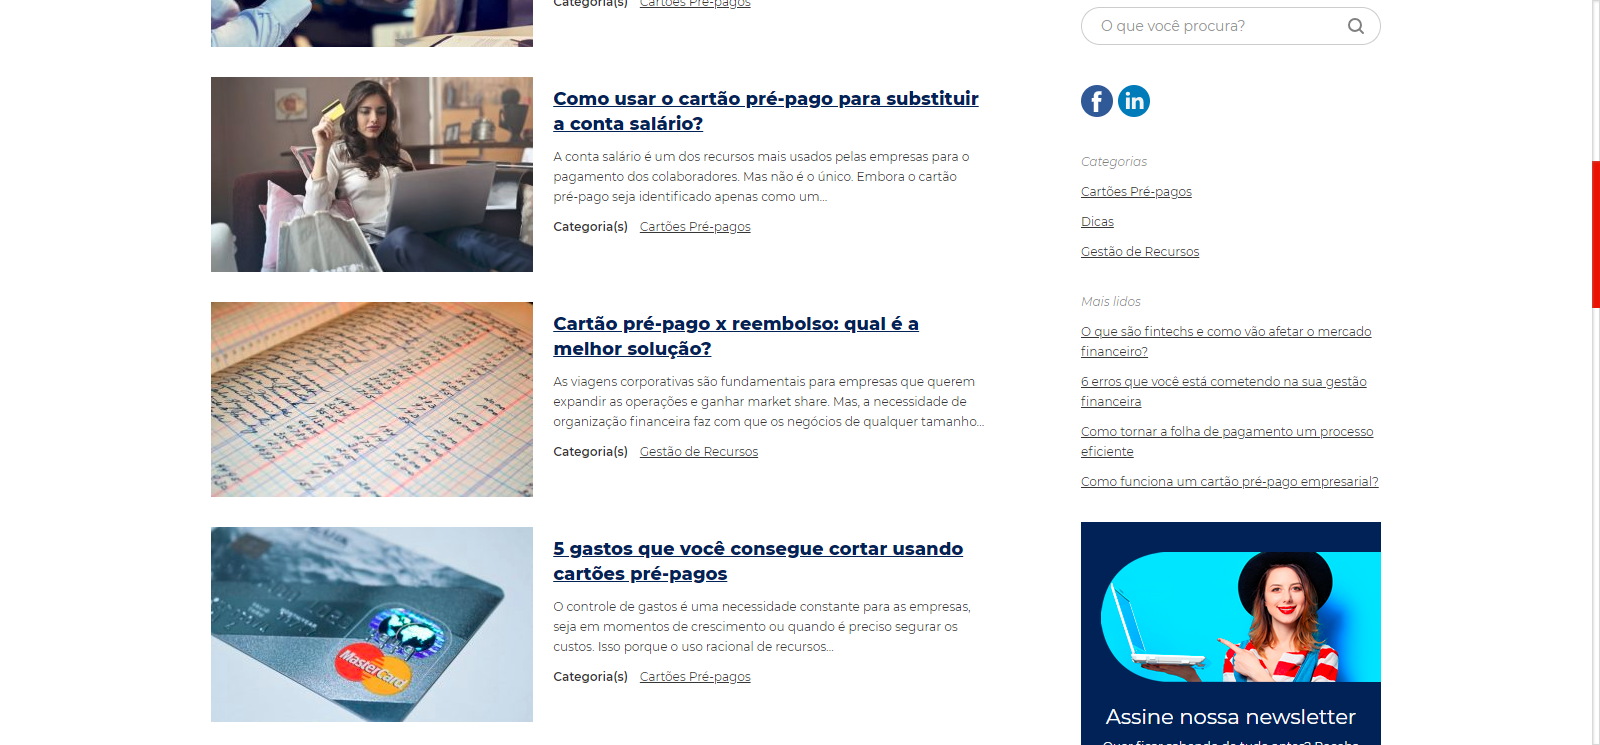 Categoria(s) Cartões Pré-pagos
Como usar o cartão pré-pago para substituir
a conta salário?
A conta salário é um dos recursos mais usados pelas empresas para o
pagamento dos colaboradores. Mas não é o único. Embora o cartão
pré-pago seja identificado apenas como um...
Categoria(s) Cartões Pré-pagos
Cartão pré-pago x reembolso: qual é a
melhor solução?
As viagens corporativas são fundamentais para empresas que querem
expandir as operações e ganhar market share. Mas, a necessidade de
organização financeira faz com que os negócios de qualquer tamanho...
Categoria(s) Gestão de Recursos
MasterCard
5 gastos que você consegue cortar usando
cartões pré-pagos
O controle de gastos é uma necessidade constante para as empresas,
seja em momentos de crescimento ou quando é preciso segurar os
custos. Isso porque o uso racional de recursos...
Categoria(s) Cartões Pré-pagos
O que você procura?
f in
Categorias
Cartões Pré-pagos
Dicas
Gestão de Recursos
Mais lidos
O que são fintechs e como vão afetar o mercado
financeiro?
6 erros que você está cometendo na sua gestão
financeira
Como tornar a folha de pagamento um processo
eficiente
Como funciona um cartão pré-pago empresarial?
Assine nossa newsletter
Quer ficar sabendo de tudo antes? Receba